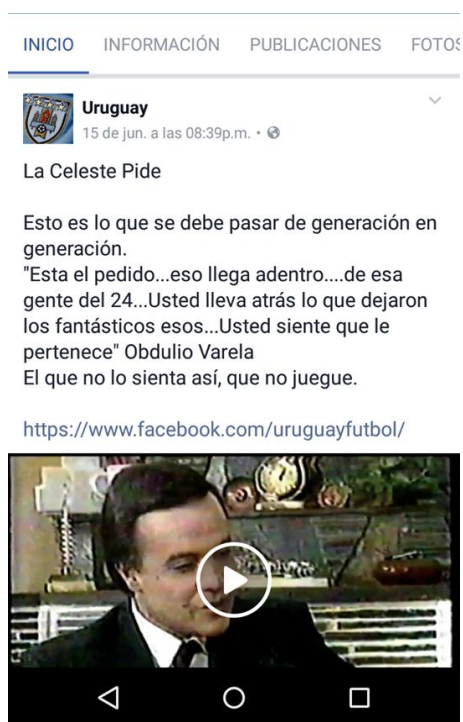 INICIO INFORMACIÓN PUBLICACIONES FOTOS
Uruguay
15 de jun. a las 08:39p.m. •
La Celeste Pide
Esto es lo que se debe pasar de generación en
generación.
"Esta el pedido...eso llega adentro....de esa
gente del 24...Usted lleva atrás lo que dejaron
los fantásticos esos...Usted siente que le
pertenece" Obdulio Varela
El que no lo sienta así, que no juegue.
https://www.facebook.com/uruguayfutbol/